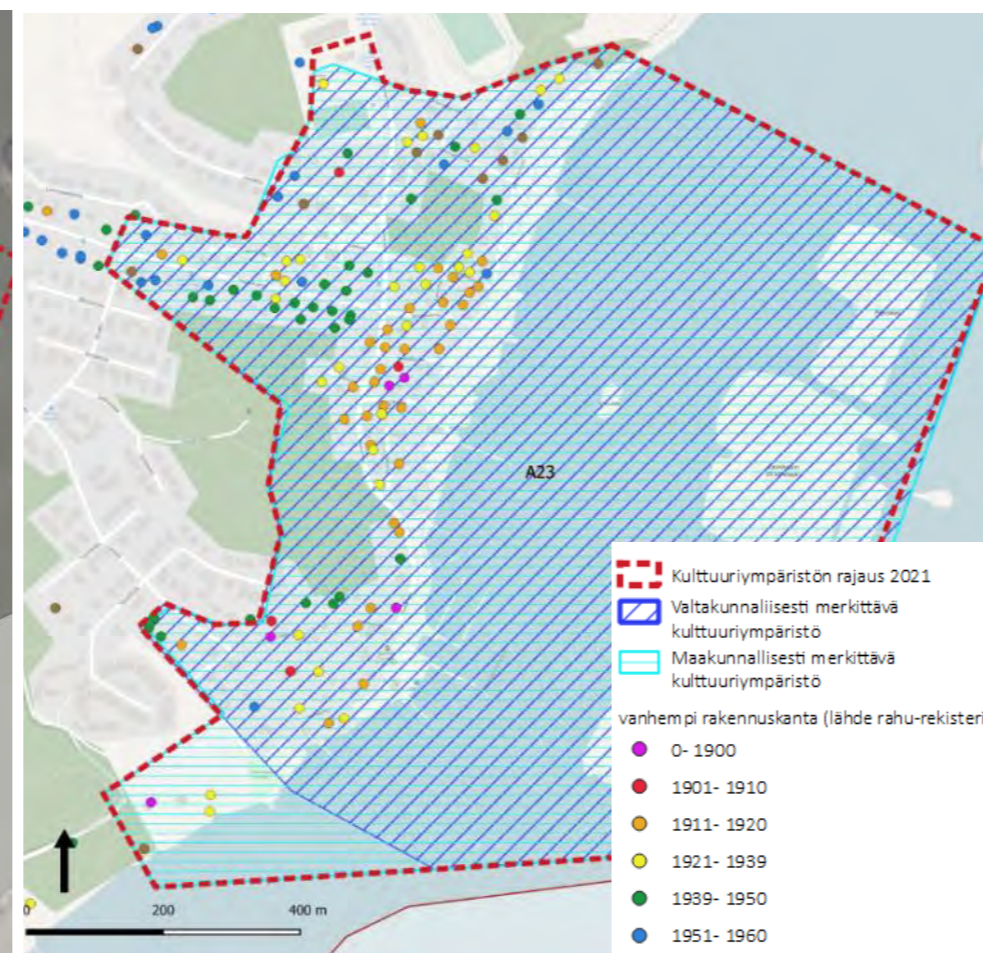 A23
Kulttuuriympäristön rajaus 2021
Valtakunnaliisesti merkittävä
kulttuuriympäristö
Maakunnallisesti merkittävä
kulttuuriympäristö
vanhempi rakennuskanta (lähde rahu-rekisteri
0- 1900
1901- 1910
1911- 1920
1921- 1939
1939- 1950
1951- 1960
0 200 400 m